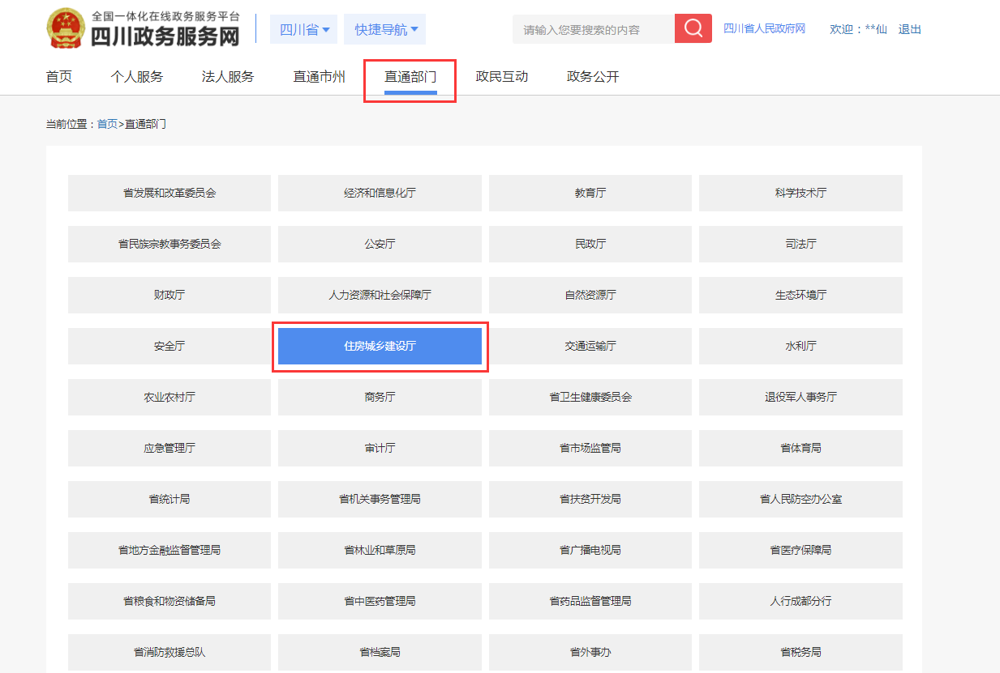 全国一体化在线政务服务平台
四川政务服务网
四川省
快捷导航
请输入您要搜索的内容
四川省人民政府网
欢迎：**仙
退出
首页
个人服务
法人服务
直通市州
直通部门
政民互动
政务公开
当前位置：首页>直通部门
省发展和改革委员会
经济和信息化厅
教育厅
科学技术厅
省民族宗教事务委员会
公安厅
民政厅
司法厅
财政厅
人力资源和社会保障厅
自然资源厅
生态环境厅
安全厅
住房城乡建设厅
交通运输厅
水利厅
农业农村厅
商务厅
省卫生健康委员会
退役军人事务厅
应急管理厅
审计厅
省市场监管局
省体育局
省统计局
省机关事务管理局
省扶贫开发局
省人民防空办公室
省地方金融监督管理局
省林业和草原局
省广播电视局
省医疗保障局
省粮食和物资储备局
省中医药管理局
省药品监督管理局
人行成都分行
省消防救援总队
省档案局
省外事办
省税务局